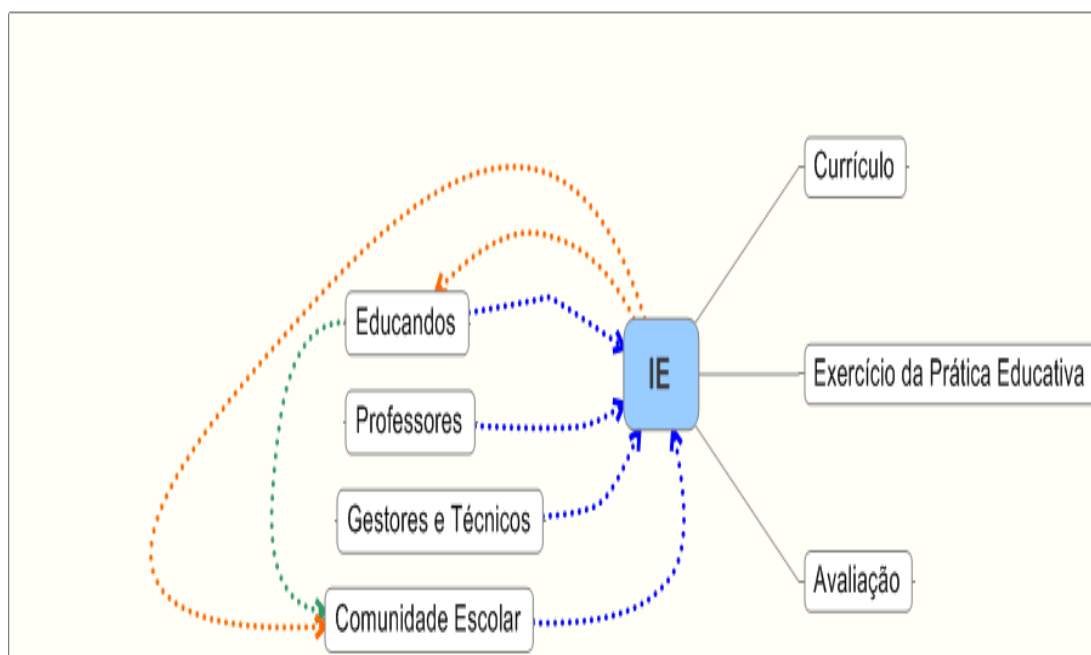 Currículo
Educandos
IE
Exercício da Prática Educativa
Professores
Gestores e Técnicos
Avaliação
Comunidade Escolar